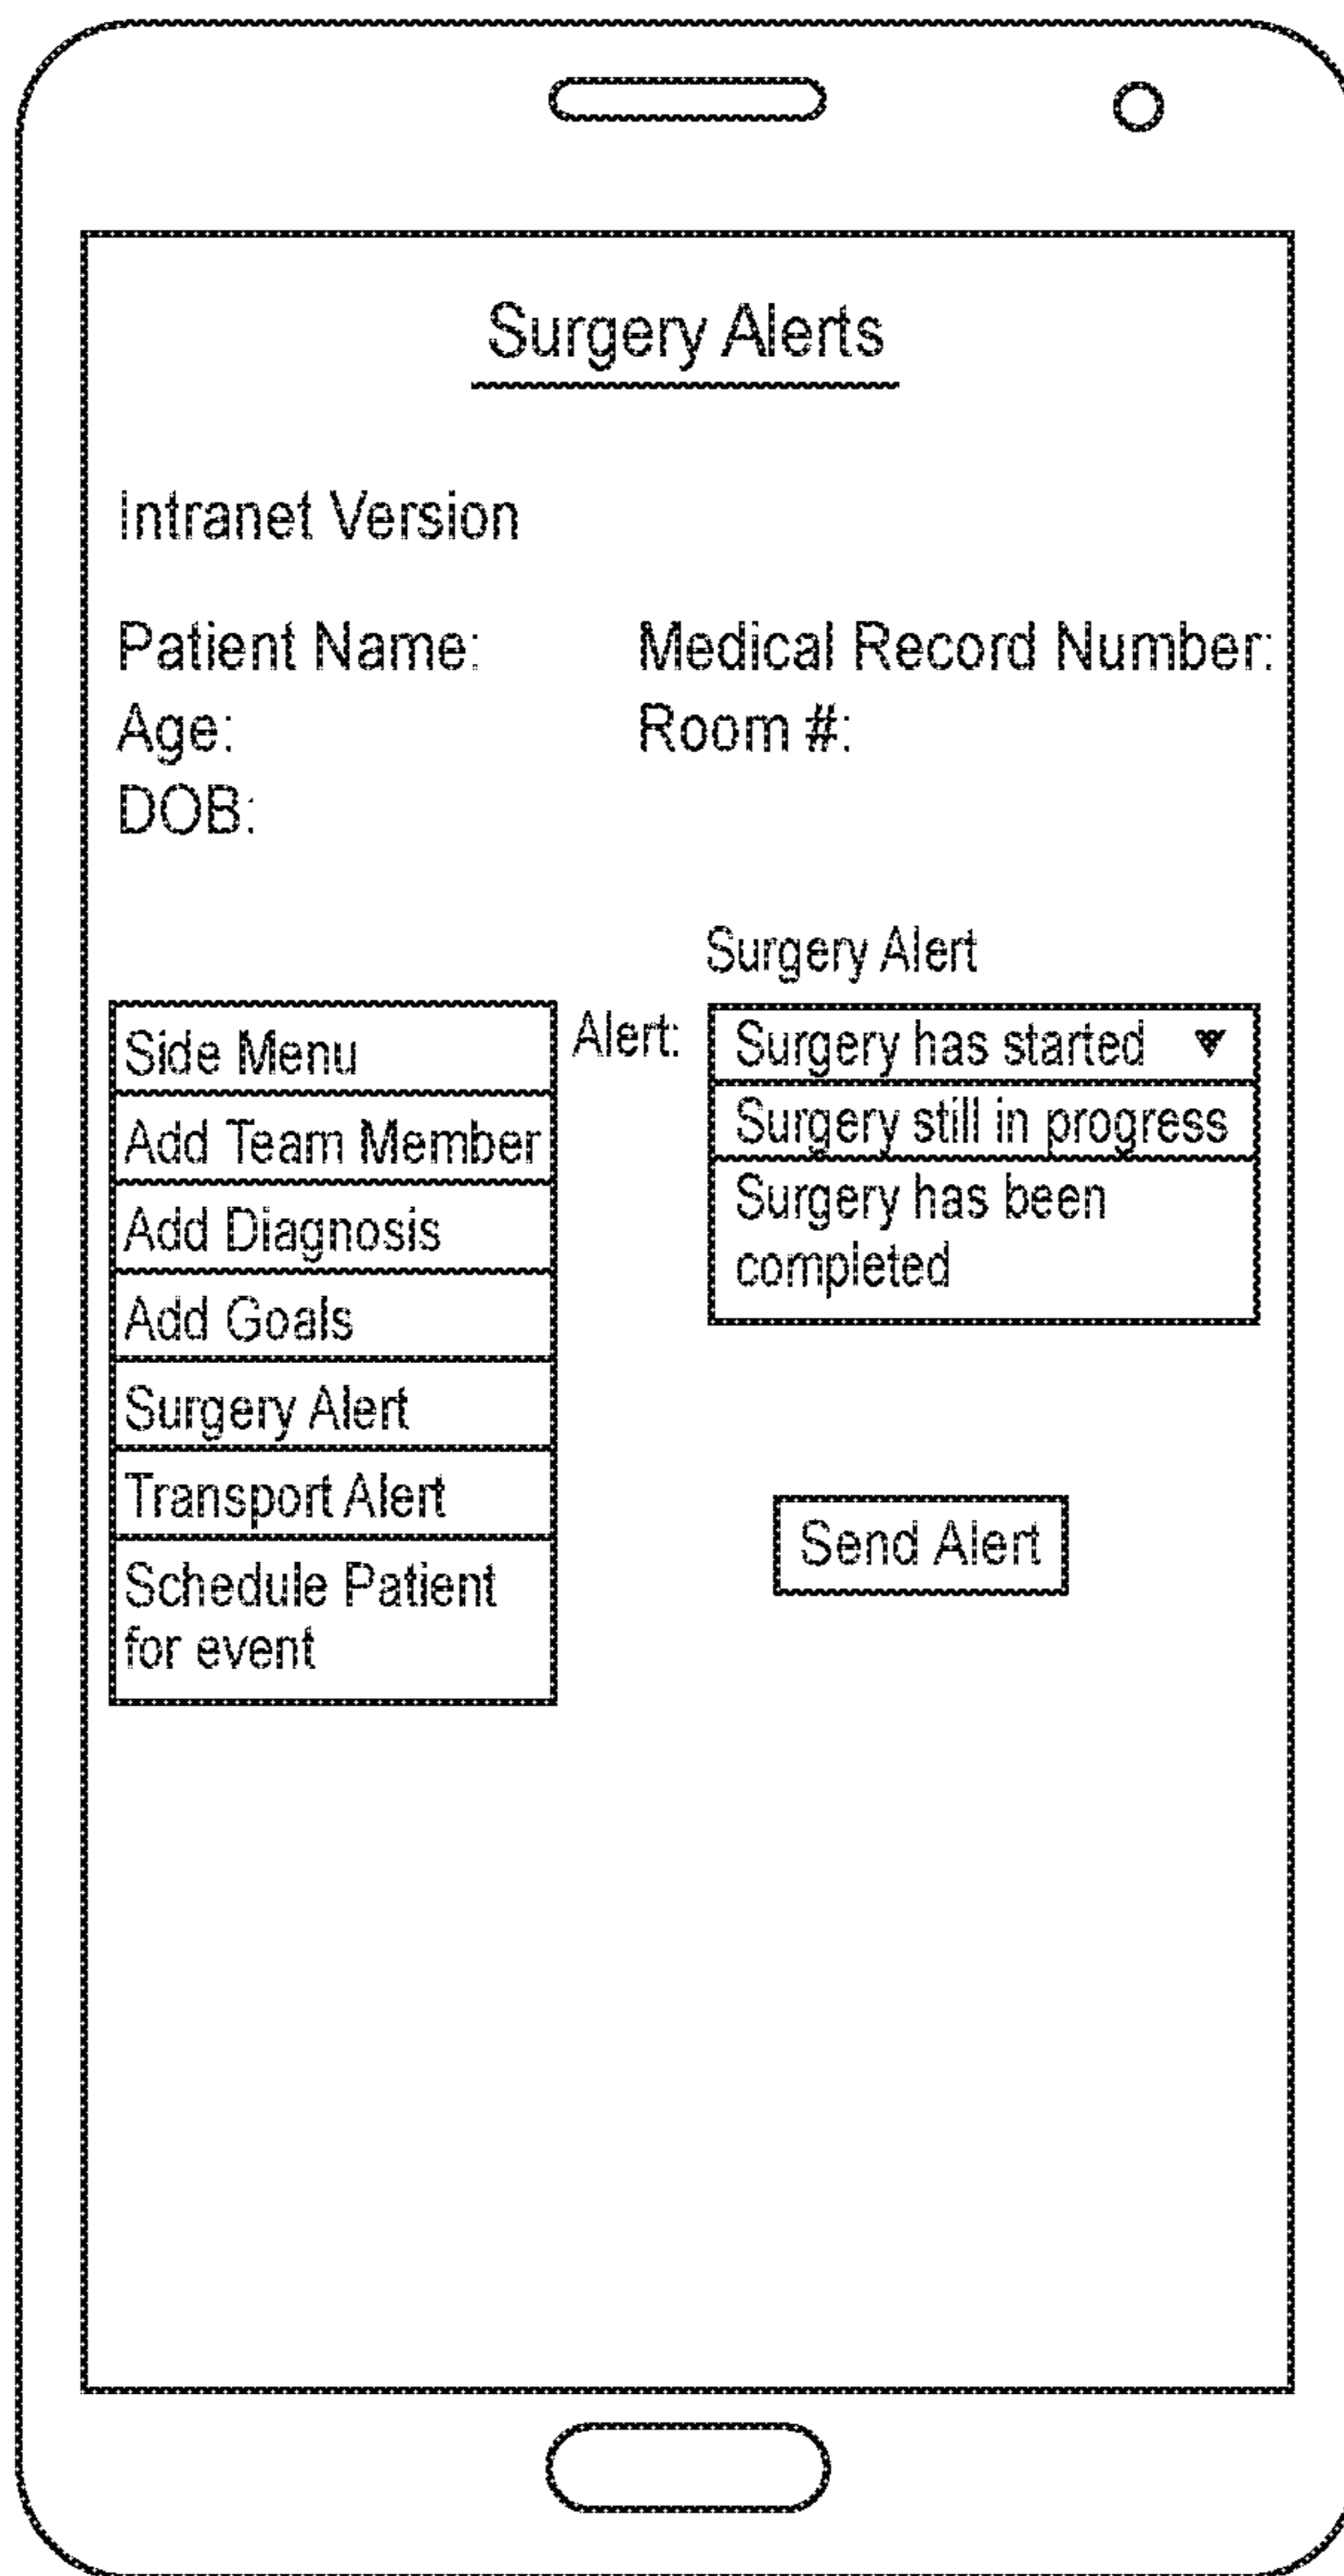 Surgery Alerts
Intranet Version
Patient Name:
Medical Record Number:
Age:
Room #:
DOB:
Side Menu
Add Team Member
Add Diagnosis
Add Goals
Surgery Alert
Transport Alert
Schedule Patient
for event
Surgery Alert
Alert:
Surgery has started
Surgery still in progress
Surgery has been
completed
Send Alert